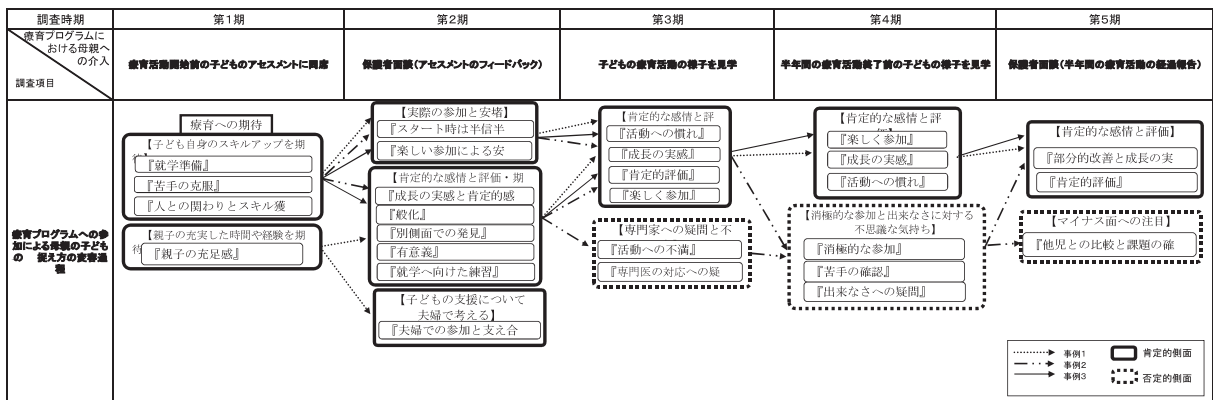 調査時期
第1期
第2期
第3期
第4期
第5期
療育プログラムに
おける母親へ
の介入
調査項目
療育活動開始前の子どものアセスメントに同席
保護者面談(アセスメントのフィードバック)
子どもの療育活動の様子を見学
半年間の療育活動終了前の子どもの様子を見学
保護者面談(半年間の療育活動の経過報告)
療育プログラムへの参
加による母親の子ども
の 捉え方の変容過
程
療育への期待
【子ども自身のスキルアップを期
『就学準備』
『苦手の克服』
『人との関わりとスキル獲
【親子の充実した時間や経験を期
待
『親子の充足感』
【実際の参加と安堵】
『スタート時は半信半
『楽しい参加による安
【肯定的な感情と評価・期
『成長の実感と肯定的感
『般化』
『別側面での発見』
『有意義』
『就学へ向けた練習』
【子どもの支援について
夫婦で考える】
『夫婦での参加と支え合
【肯定的な感情と評
『活動への慣れ』
『成長の実感』
『肯定的評価』
『楽しく参加』
【専門家への疑問と不
『活動への不満』
『専門医の対応への疑
【肯定的な感情と評
『楽しく参加』
『成長の実感』
『活動への慣れ』
【消極的な参加と出来なさに対する
不思議な気持ち】
『消極的な参加』
『苦手の確認』
『出来なさへの疑問』
【肯定的な感情と評価】
『部分的改善と成長の実
『肯定的評価』
【マイナス面への注目】
『他児との比較と課題の確
事例1
事例2
事例3
肯定的側面
否定的側面